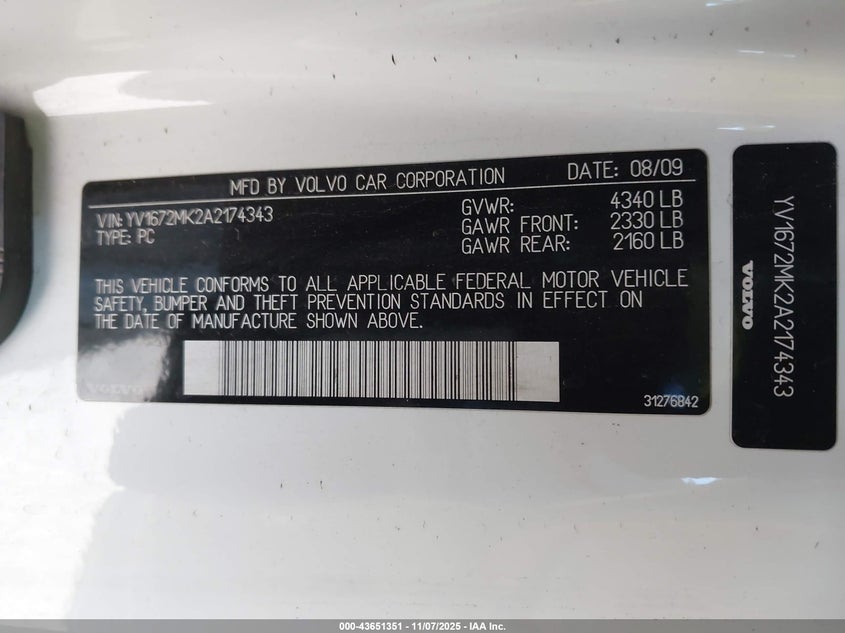 MFD BY VOLVO CAR CORPORATION DATE: 08/09
VIN: YV1672MK2A2174343 GVWR: 4340 LB
TYPE: PC GAWR FRONT: 2330 LB
GAWR REAR: 2160 LB
THIS VEHICLE CONFORMS TO ALL APPLICABLE FEDERAL MOTOR VEHICLE
SAFETY, BUMPER AND THEFT PREVENTION STANDARDS IN EFFECT ON
THE DATE OF MANUFACTURE SHOWN ABOVE.
VOLVO
31276842
VOLVO
YV1672MK2A2174343
000-43651351 | 11/07/2025 - IAA Inc.